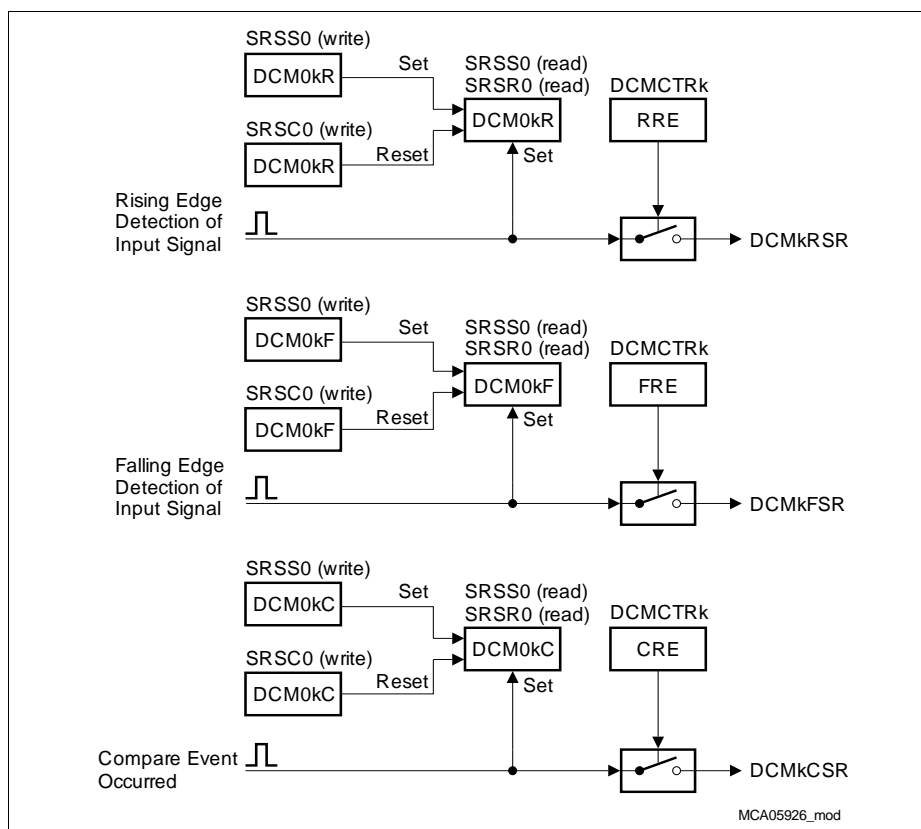 SRSS0 (write)
DCM0kR
Set
SRSS0 (read)
SRSR0 (read)
DCM0kR
DCMCTRk
RRE
SRSC0 (write)
DCM0kR
Reset
Set
Rising Edge
Detection of
Input Signal
DCMkRSR
SRSS0 (write)
DCM0kF
Set
SRSS0 (read)
SRSR0 (read)
DCM0kF
DCMCTRk
FRE
SRSC0 (write)
DCM0kF
Reset
Set
Falling Edge
Detection of
Input Signal
DCMkFSR
SRSS0 (write)
DCM0kC
Set
SRSS0 (read)
SRSR0 (read)
DCM0kC
DCMCTRk
CRE
SRSC0 (write)
DCM0kC
Reset
Set
Compare Event
Occurred
DCMkCSR
MCA05926_mod